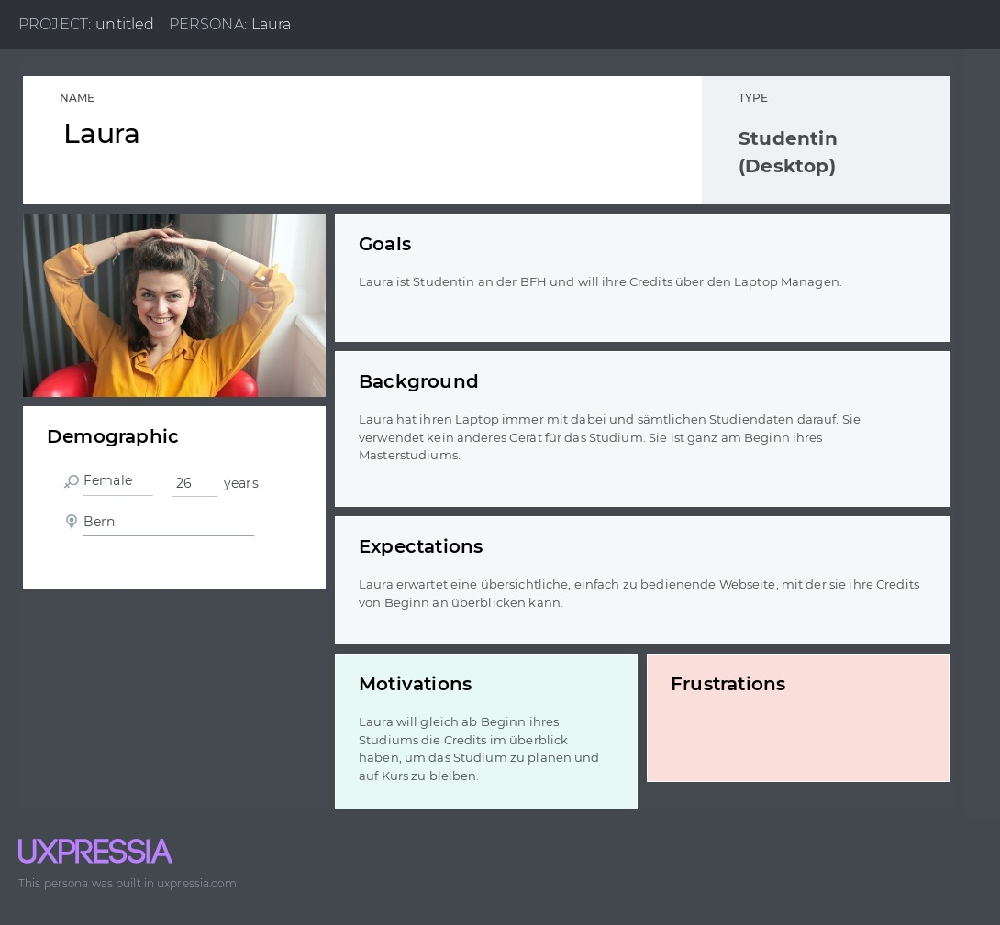 PROJECT: untitled PERSONA: Laura
NAME
Laura
TYPE
Studentin
(Desktop)
Demographic
Female 26 years
Bern
Goals
Laura ist Studentin an der BFH und will ihre Credits über den Laptop Managen.
Background
Laura hat ihren Laptop immer mit dabei und sämtlichen Studiendaten darauf. Sie
verwendet kein anderes Gerät für das Studium. Sie ist ganz am Beginn ihres
Masterstudiums.
Expectations
Laura erwartet eine übersichtliche, einfach zu bedienende Webseite, mit der sie ihre Credits
von Beginn an überblicken kann.
Motivations
Laura will gleich ab Beginn ihres
Studiums die Credits im überblick
haben, um das Studium zu planen und
auf Kurs zu bleiben.
Frustrations
UXPRESSIA
This persona was built in uxpressia.com